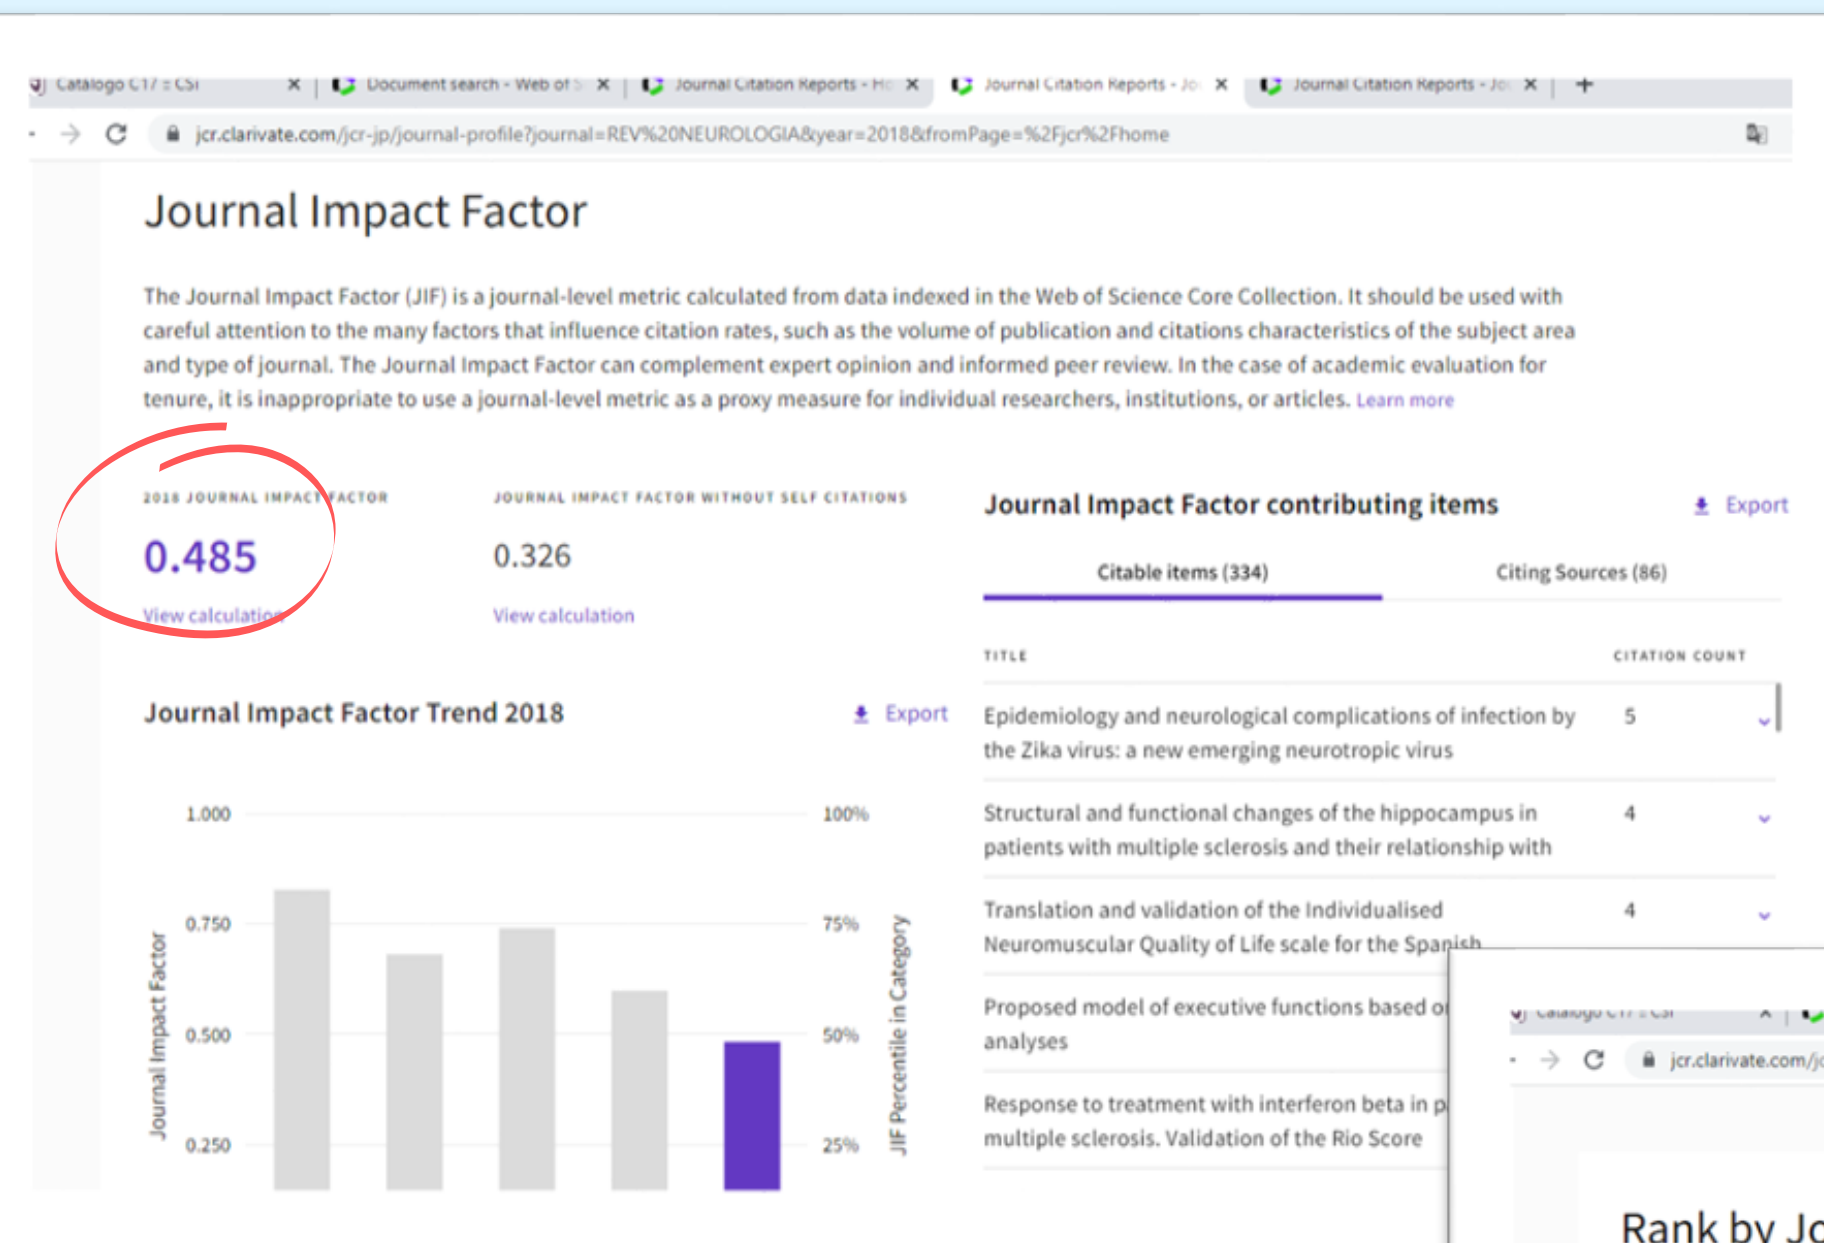 Catálogo C17 :: CSI
Document search - Web of S
Journal Citation Reports - Ho
Journal Citation Reports - Jo
Journal Citation Reports - Jo
jcr.clarivate.com/jcr-jp/journal-profile?journal=REV%20NEUROLOGIA&year=2018&fromPage=%2Fjcr%2Fhome
Journal Impact Factor
The Journal Impact Factor (JIF) is a journal-level metric calculated from data indexed in the Web of Science Core Collection. It should be used with
careful attention to the many factors that influence citation rates, such as the volume of publication and citations characteristics of the subject area
and type of journal. The Journal Impact Factor can complement expert opinion and informed peer review. In the case of academic evaluation for
tenure, it is inappropriate to use a journal-level metric as a proxy measure for individual researchers, institutions, or articles. Learn more
2018 JOURNAL IMPACT FACTOR
0.485
View calculation
JOURNAL IMPACT FACTOR WITHOUT SELF CITATIONS
0.326
View calculation
Journal Impact Factor Trend 2018
Export
1.000
0.750
0.500
0.250
Journal Impact Factor
100%
75%
50%
25%
JIF Percentile in Category
Journal Impact Factor contributing items
Export
Citable items (334)
Citing Sources (86)
TITLE
CITATION COUNT
Epidemiology and neurological complications of infection by
the Zika virus: a new emerging neurotropic virus
5
Structural and functional changes of the hippocampus in
patients with multiple sclerosis and their relationship with
4
Translation and validation of the Individualised
Neuromuscular Quality of Life scale for the Spanish
4
Proposed model of executive functions based o
analyses
Response to treatment with interferon beta in p
multiple sclerosis. Validation of the Rio Score
Catálogo C17 :: CSI
jcr.clarivate.com/jc
Rank by Jo